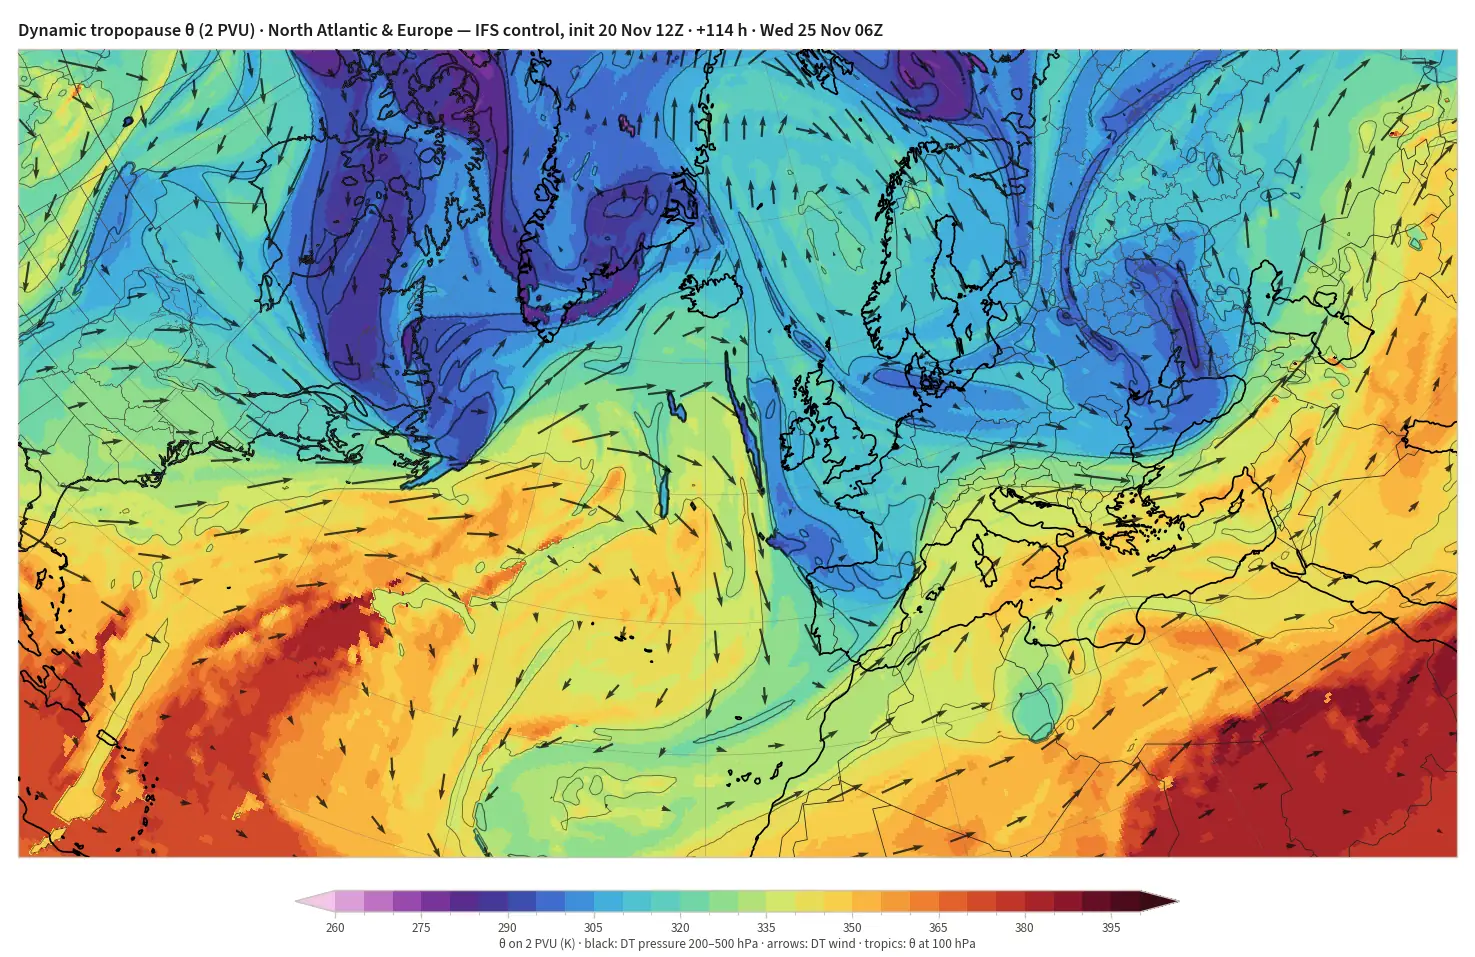 Dynamic tropopause θ (2 PVU) · North Atlantic & Europe — IFS control, init 20 Nov 12Z · +114 h · Wed 25 Nov 06Z
260 275 290 305 320 335 350 365 380 395
θ on 2 PVU (K) · black: DT pressure 200–500 hPa · arrows: DT wind · tropics: θ at 100 hPa